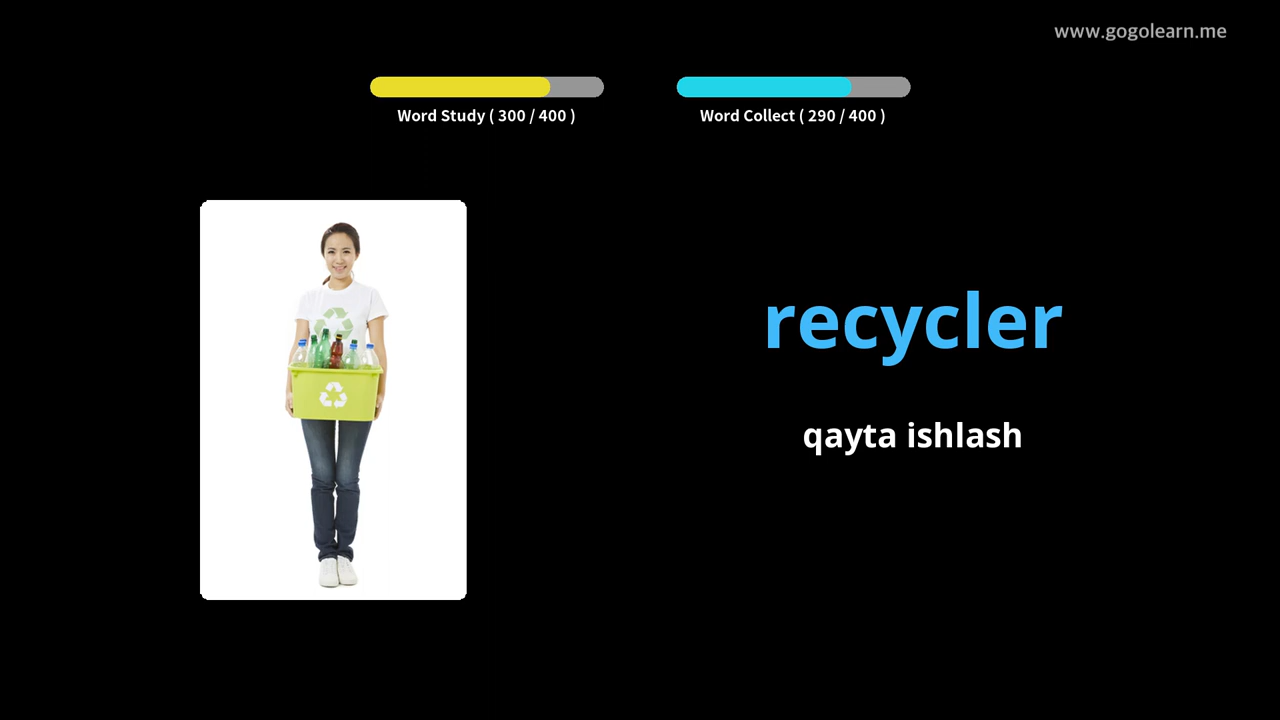 www.gogolearn.me
Word Study ( 300 / 400 )
Word Collect ( 290 / 400 )
recycler
qayta ishlash